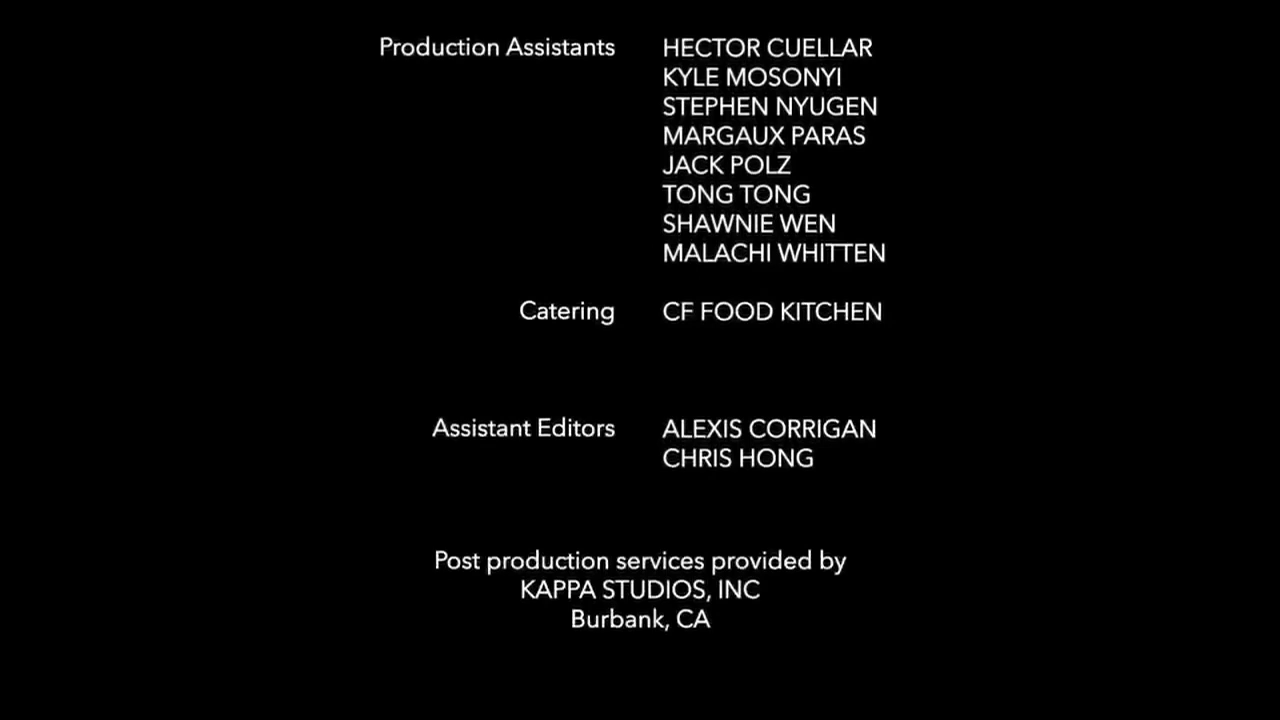 Production Assistants HECTOR CUELLAR
KYLE MOSONYI
STEPHEN NYUGEN
MARGAUX PARAS
JACK POLZ
TONG TONG
SHAWNIE WEN
MALACHI WHITTEN
Catering CF FOOD KITCHEN
Assistant Editors ALEXIS CORRIGAN
CHRIS HONG
Post production services provided by
KAPPA STUDIOS, INC
Burbank, CA